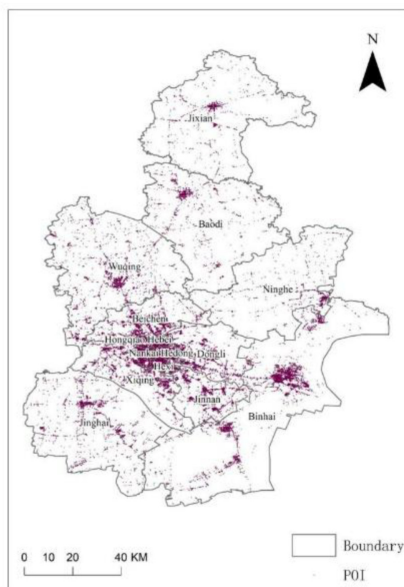 N
Jixian
Baodi
Wuqing
Ninghe
Beichen
Hongqiao Hebei
Nankai Hedong Dongli
Hexi
Xiqing
Jinnan
Binhai
Jinghai
Boundary
0 10 20 40 KM
POI